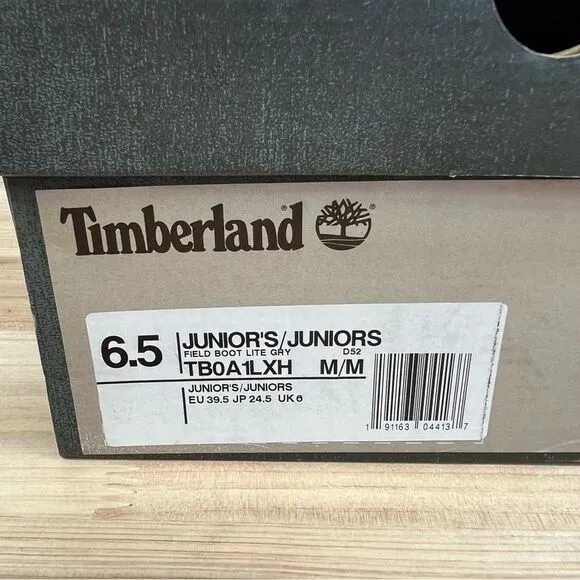 Timberland®
6.5
JUNIOR'S/JUNIORS
FIELD BOOT LITE GRY D52
TB0A1LXH M/M
JUNIOR'S/JUNIORS
EU 39.5 JP 24.5 UK 6
1 91163 04413 7